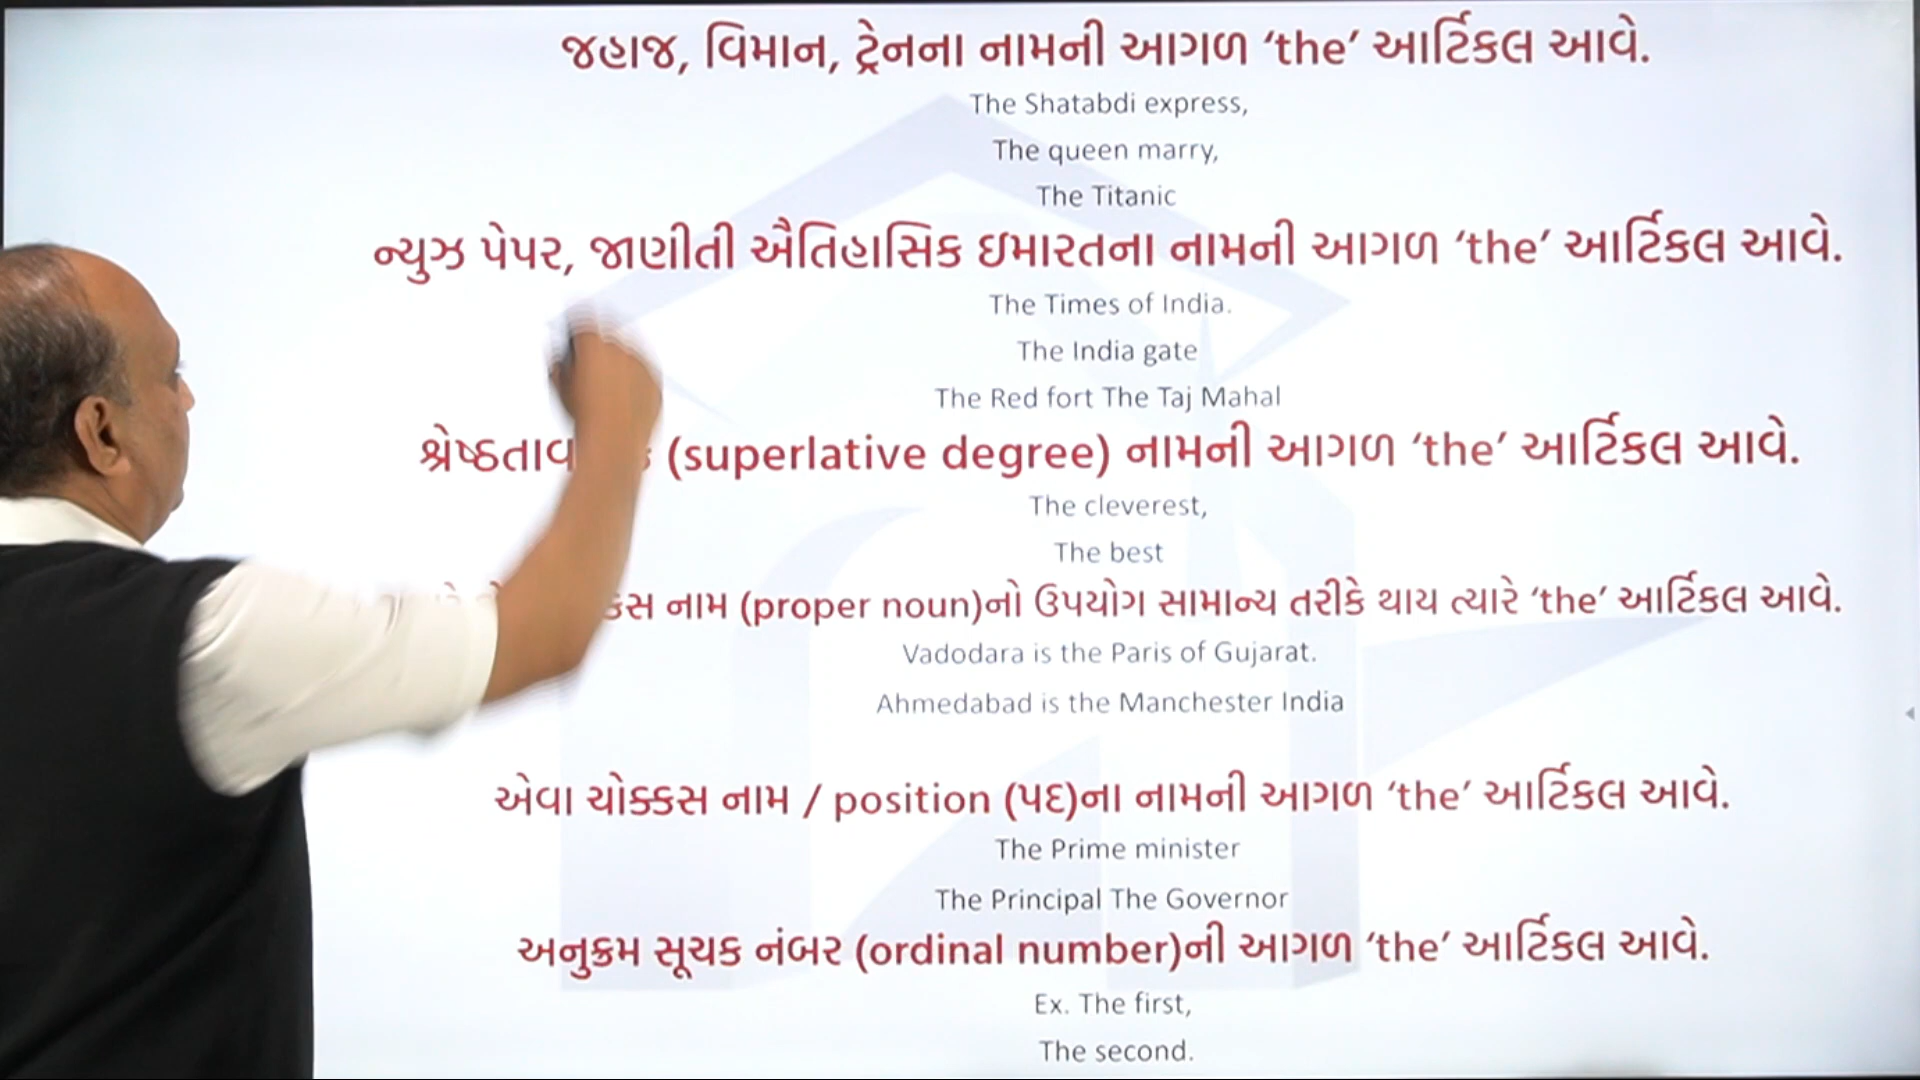 જહાજ, વિમાન, ટ્રેનના નામની આગળ ‘the’ આર્ટિકલ આવે.
The Shatabdi express,
The queen marry,
The Titanic
ન્યુઝ પેપર, જાણીતી ઐતિહાસિક ઇમારતના નામની આગળ ‘the’ આર્ટિકલ આવે.
The Times of India.
The India gate
The Red fort The Taj Mahal
(superlative degree) નામની આગળ ‘the’ આર્ટિકલ આવે.
The cleverest,
The best
નામ (proper noun)નો ઉપયોગ સામાન્ય તરીકે થાય ત્યારે ‘the’ આર્ટિકલ આવે.
Vadodara is the Paris of Gujarat.
Ahmedabad is the Manchester India
એવા ચોક્કસ નામ / position (પદ)ના નામની આગળ ‘the’ આર્ટિકલ આવે.
The Prime minister
The Principal The Governor
અનુક્રમ સૂચક નંબર (ordinal number)ની આગળ ‘the’ આર્ટિકલ આવે.
Ex. The first,
The second.